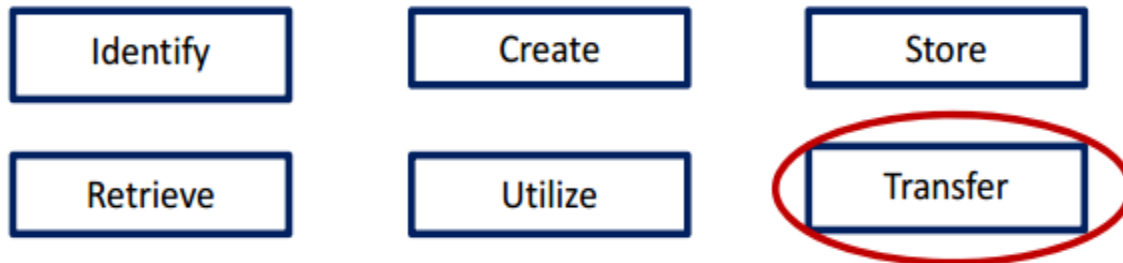 Identify
Create
Store
Retrieve
Utilize
Transfer